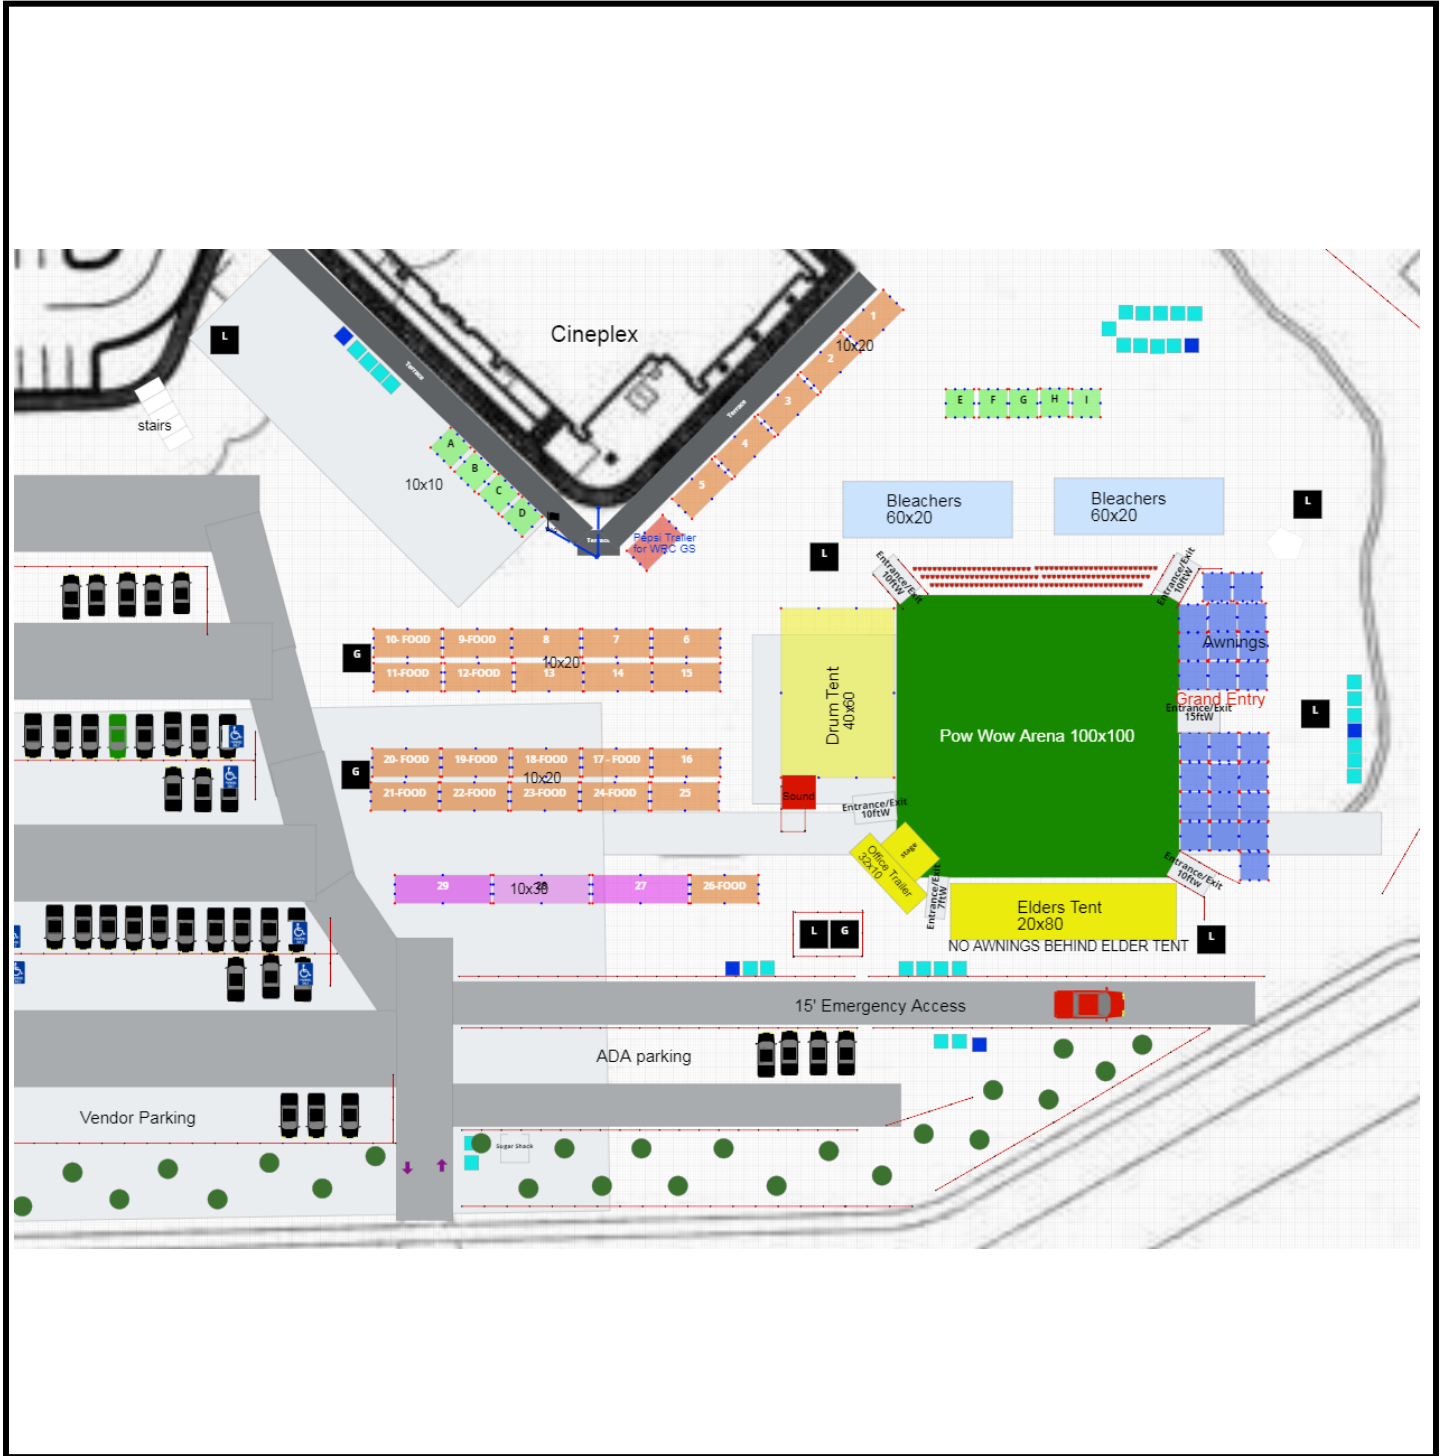 Cineplex
L
1
10x20
2
Terrace
3
Terrace
E F G H I
stairs
A
4
B
10x10
5
C
Bleachers
60x20
Bleachers
60x20
L
D
Terrace
Pepsi Trailer
for WRC GS
L
Entrance/Exit
10ftW
Entrance/Exit
10ftW
10- FOOD 9-FOOD 8 7 6
G
10x20
11-FOOD 12-FOOD 13 14 15
Awnings
Drum Tent
40x60
Grand Entry
Entrance/Exit
15ftW
L
Pow Wow Arena 100x100
20- FOOD 19-FOOD 18-FOOD 17 - FOOD 16
G
10x20
21-FOOD 22-FOOD 23-FOOD 24-FOOD 25
Sound
Entrance/Exit
10ftW
stage
Office Trailer
32x10
Entrance/Exit
7ftW
Entrance/Exit
10ftW
29 28 27 26-FOOD
10x30
Elders Tent
20x80
L G
L
NO AWNINGS BEHIND ELDER TENT
15' Emergency Access
ADA parking
Vendor Parking
Sugar Shack